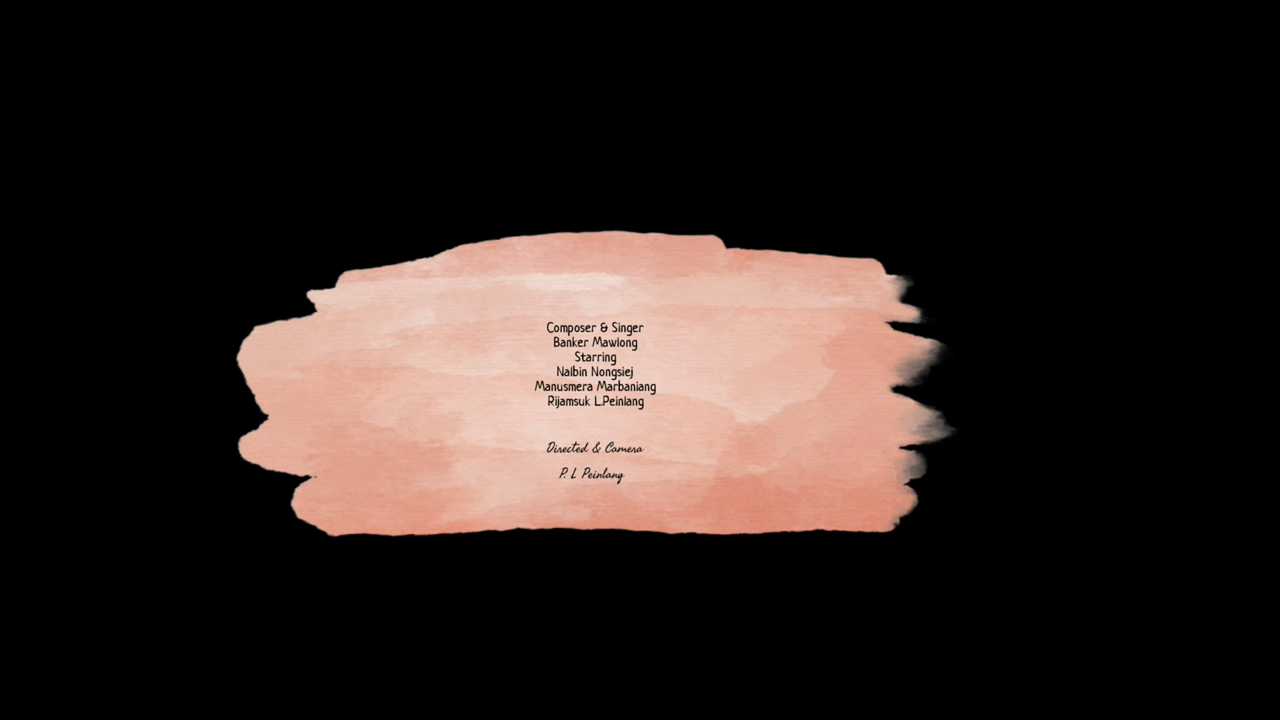 Composer & Singer
Banker Mawlong
Starring
Nalbin Nongsiej
Manusmera Marbaniang
Rijamsuk L.Peinlang
Directed & Camera
P. L Peinlang